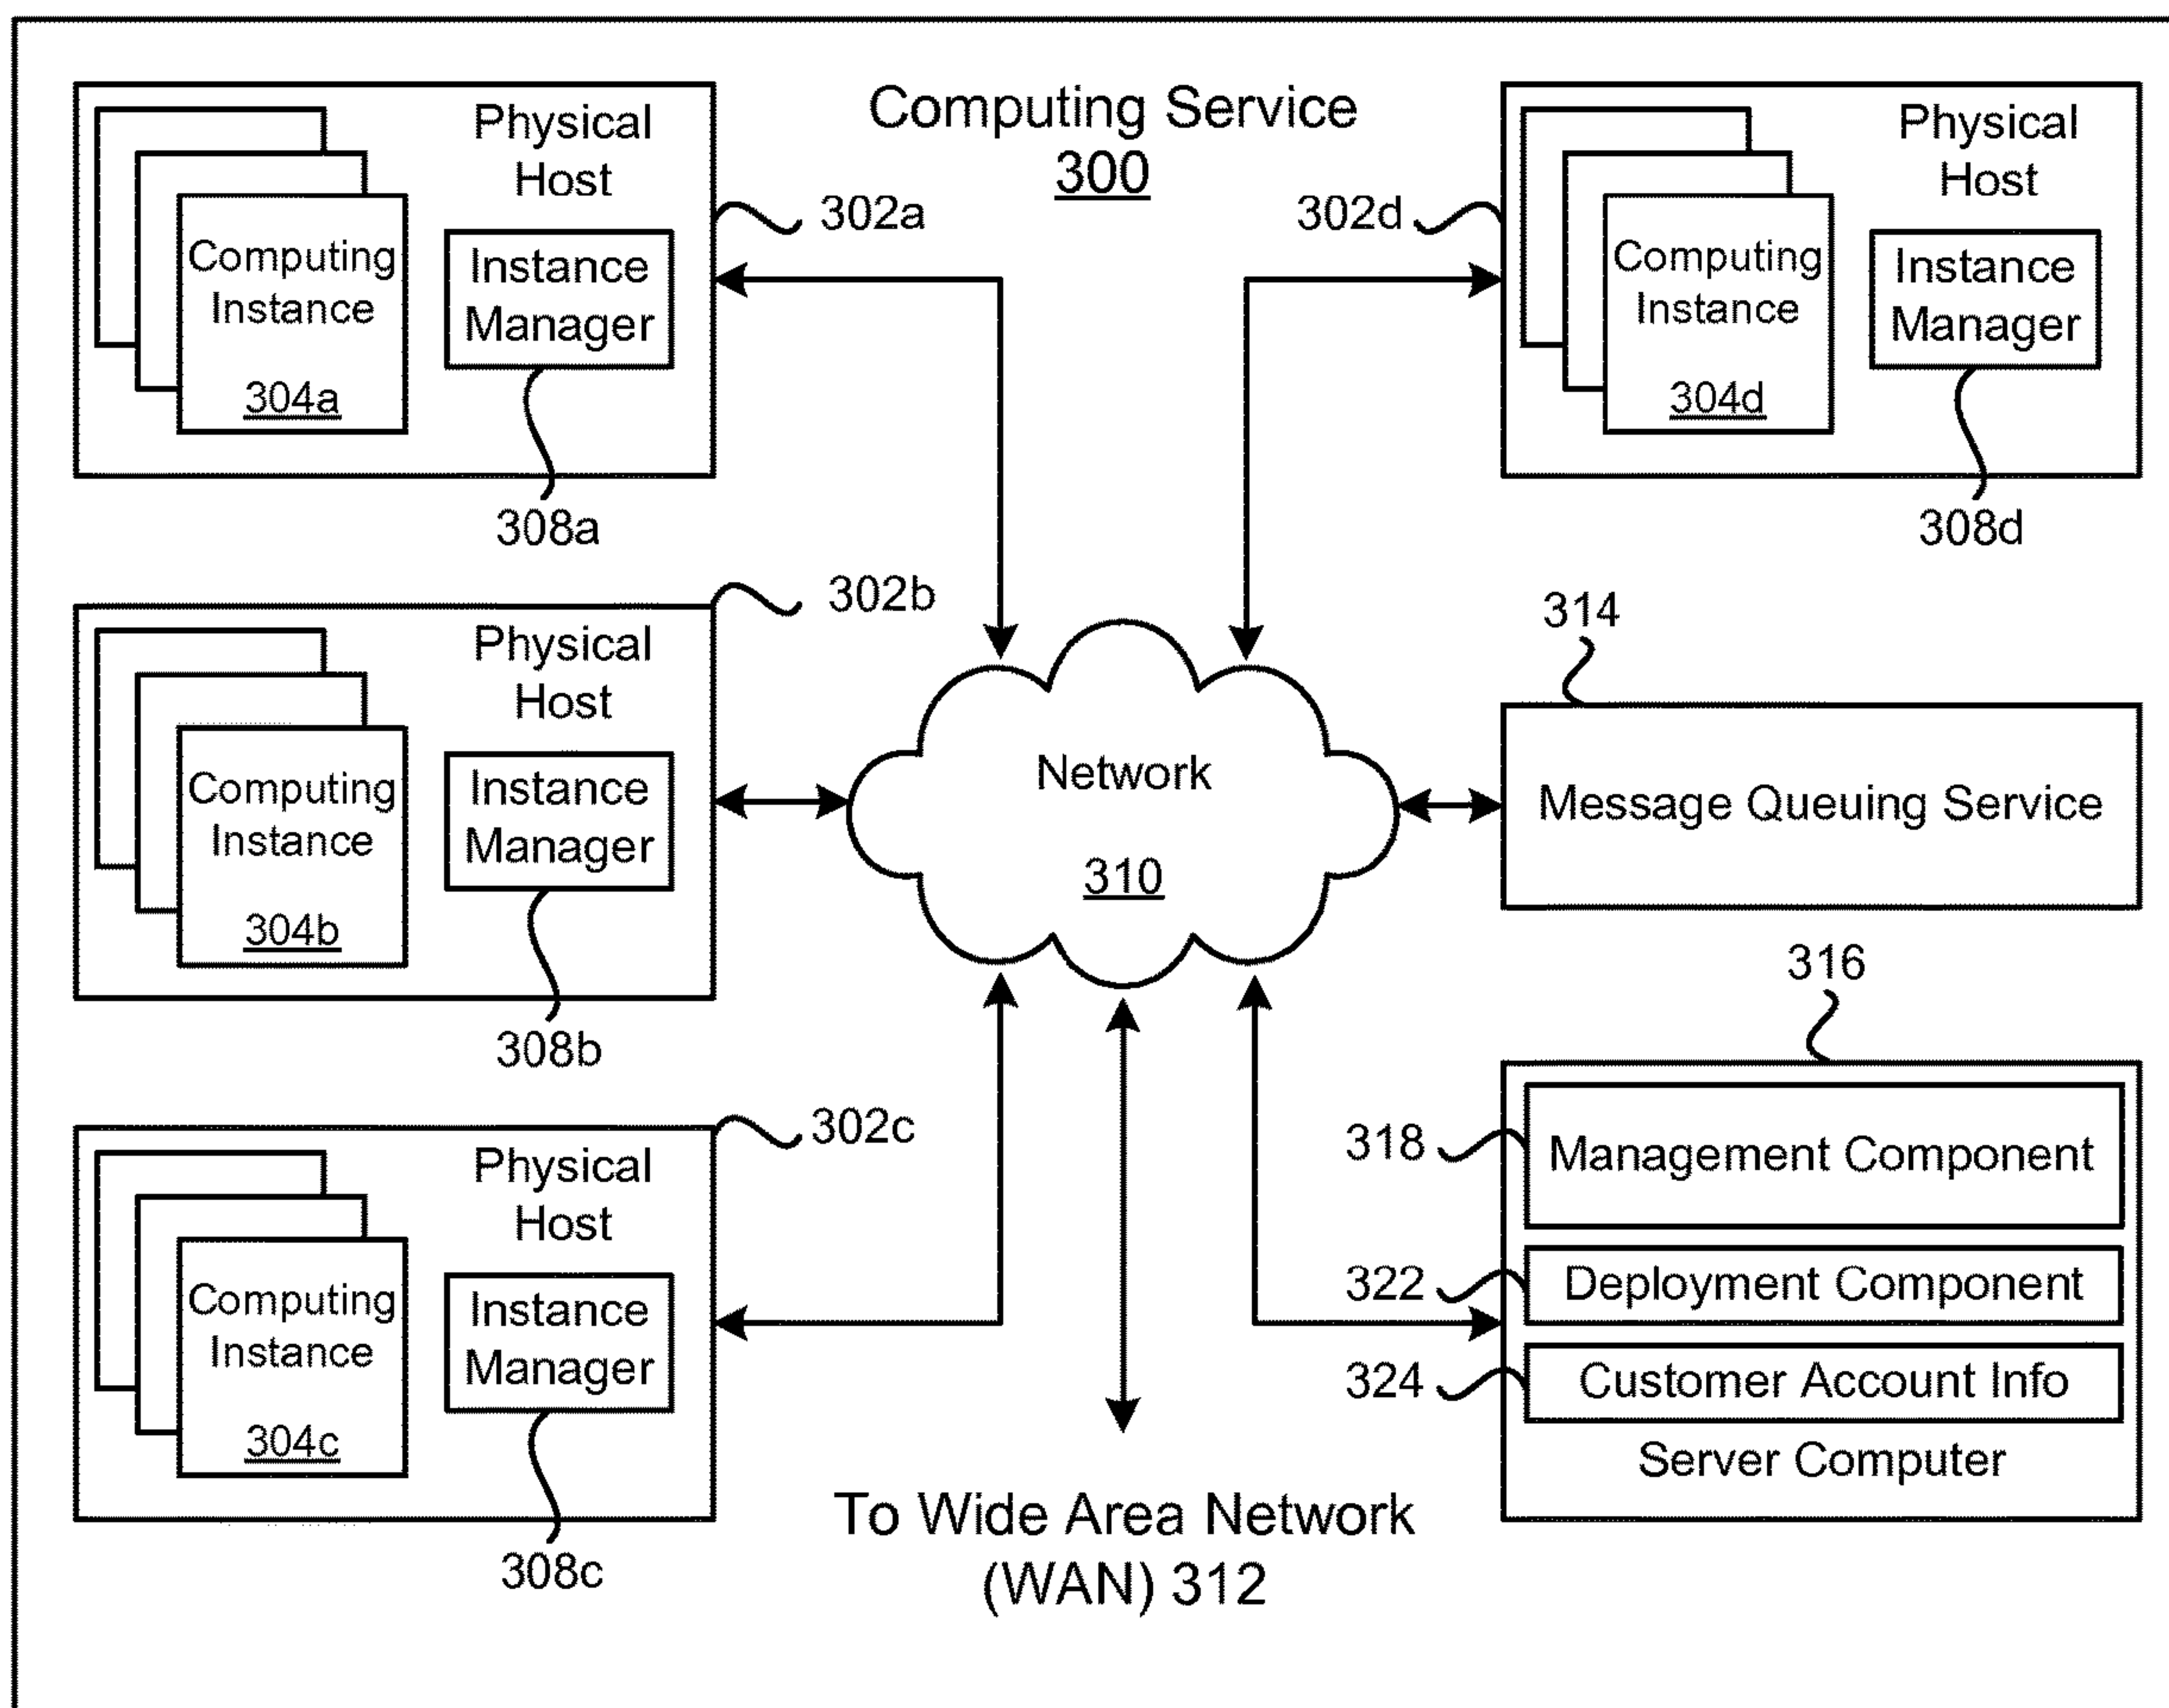 Computing Service
300
Physical
Host
302a
Computing
Instance
304a
Instance
Manager
308a
Physical
Host
302d
Computing
Instance
304d
Instance
Manager
308d
Physical
Host
302b
Computing
Instance
304b
Instance
Manager
308b
Network
310
314
Message Queuing Service
Physical
Host
302c
Computing
Instance
304c
Instance
Manager
308c
316
318
Management Component
322
Deployment Component
324
Customer Account Info
Server Computer
To Wide Area Network
(WAN) 312